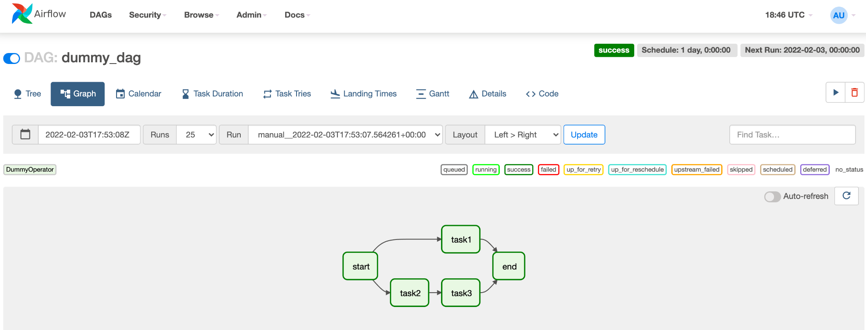 Airflow DAGs Security Browse Admin Docs 18:46 UTC AU
DAG: dummy_dag success Schedule: 1 day, 0:00:00 Next Run: 2022-02-03, 00:00:00
Tree Graph Calendar Task Duration Task Tries Landing Times Gantt Details <> Code
2022-02-03T17:53:08Z Runs 25 Run manual__2022-02-03T17:53:07.564261+00:00 Layout Left > Right Update Find Task...
DummyOperator queued running success failed up_for_retry up_for_reschedule upstream_failed skipped scheduled deferred no_status
Auto-refresh
task1
start end
task2 task3